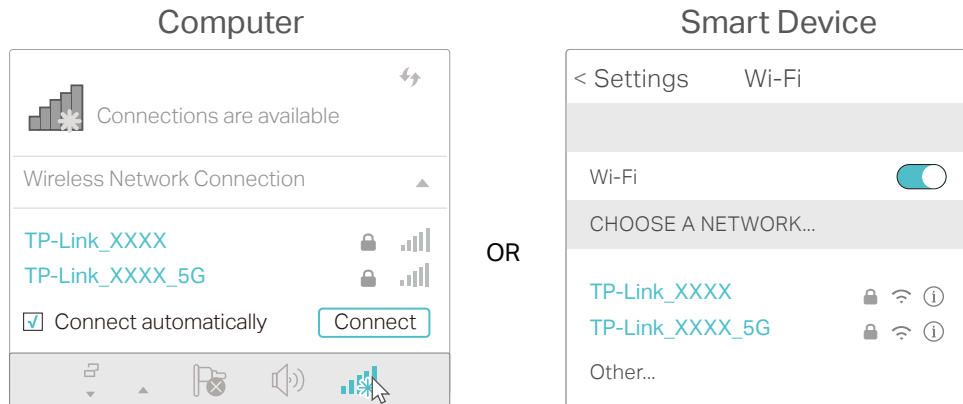 Computer
Connections are available
Wireless Network Connection
TP-Link_XXXX
TP-Link_XXXX_5G
Connect automatically
Connect
OR
Smart Device
< Settings
Wi-Fi
Wi-Fi
CHOOSE A NETWORK...
TP-Link_XXXX
TP-Link_XXXX_5G
Other...